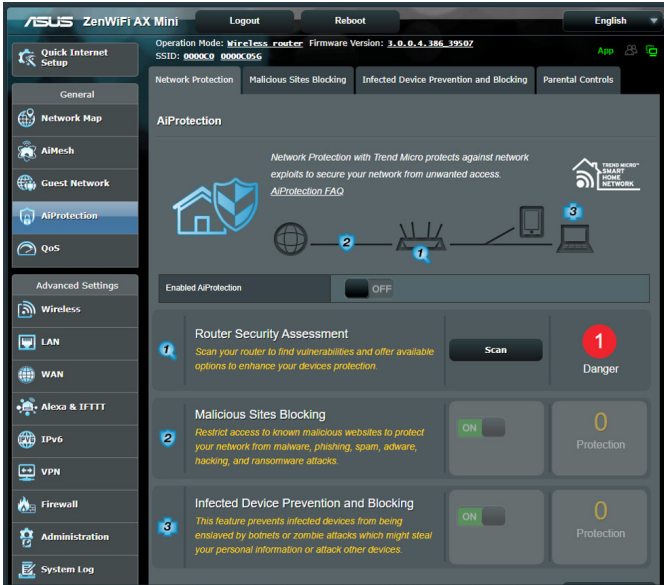 ASUS ZenWiFi AX Mini Logout Reboot English
Quick Internet Setup
Operation Mode: Wireless router Firmware Version: 3.0.0.4.386_39507
SSID: 0000C0 0000C05G
App
General
Network Map
AiMesh
Guest Network
AiProtection
QoS
Advanced Settings
Wireless
LAN
WAN
Alexa & IFTTT
IPv6
VPN
Firewall
Administration
System Log
Network Protection Malicious Sites Blocking Infected Device Prevention and Blocking Parental Controls
AiProtection
Network Protection with Trend Micro protects against network
exploits to secure your network from unwanted access.
AiProtection FAQ
TREND MICRO™
SMART
HOME
NETWORK
2
1
3
Enabled AiProtection OFF
1
Router Security Assessment
Scan your router to find vulnerabilities and offer available
options to enhance your devices protection.
Scan
1
Danger
2
Malicious Sites Blocking
Restrict access to known malicious websites to protect
your network from malware, phishing, spam, adware,
hacking, and ransomware attacks.
ON
0
Protection
3
Infected Device Prevention and Blocking
This feature prevents infected devices from being
enslaved by botnets or zombie attacks which might steal
your personal information or attack other devices.
ON
0
Protection